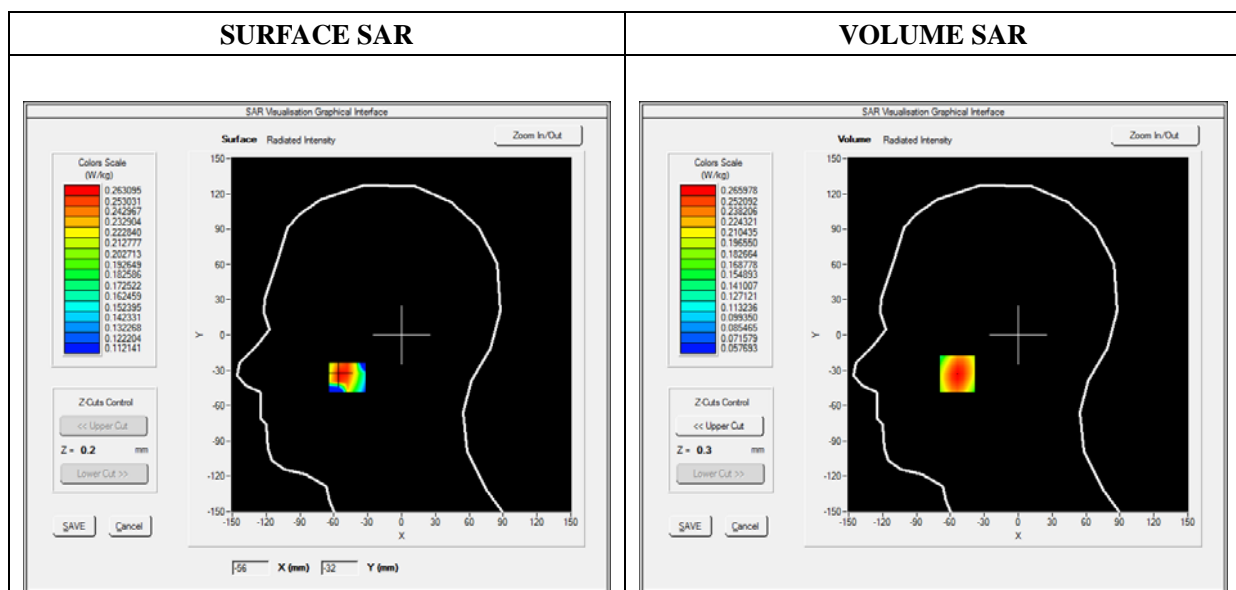 SURFACE SAR
VOLUME SAR
SAR Visualisation Graphical Interface
Surface Radiated Intensity
Zoom In/Out
Colors Scale
(W/kg)
0.263095
0.253031
0.242967
0.232904
0.222840
0.212777
0.202713
0.192649
0.182586
0.172522
0.162459
0.152395
0.142331
0.132268
0.122204
0.112141
Z-Cuts Control
<< Upper Cut
Z = 0.2 mm
Lower Cut >>
SAVE Cancel
150
120
90
60
30
Y 0
-30
-60
-90
-120
-150
-150 -120 -90 -60 -30 0 30 60 90 120 150
X
-56 X (mm) -32 Y (mm)
SAR Visualisation Graphical Interface
Volume Radiated Intensity
Zoom In/Out
Colors Scale
(W/kg)
0.265978
0.252092
0.238206
0.224321
0.210435
0.196550
0.182664
0.168778
0.154893
0.141007
0.127121
0.113236
0.099350
0.085465
0.071579
0.057693
Z-Cuts Control
<< Upper Cut
Z = 0.3 mm
Lower Cut >>
SAVE Cancel
150
120
90
60
30
Y 0
-30
-60
-90
-120
-150
-150 -120 -90 -60 -30 0 30 60 90 120 150
X